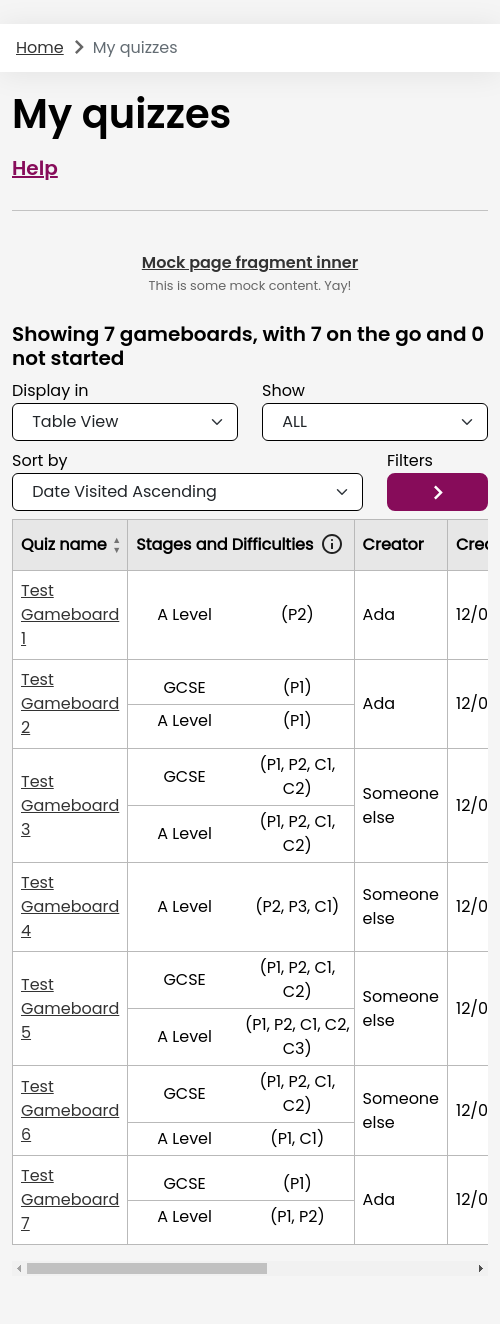 Home My quizzes
My quizzes
Help
Mock page fragment inner
This is some mock content. Yay!
Showing 7 gameboards, with 7 on the go and 0
not started
Display in Show
Table View ALL
Sort by Filters
Date Visited Ascending
Quiz name Stages and Difficulties Creator
Test
Gameboard
1
A Level (P2) Ada 12/0
Test
Gameboard
2
GCSE (P1)
A Level (P1)
Ada 12/0
Test
Gameboard
3
GCSE (P1, P2, C1,
C2)
A Level (P1, P2, C1,
C2)
Someone
else
12/0
Test
Gameboard
4
A Level (P2, P3, C1)
Someone
else
12/0
Test
Gameboard
5
GCSE (P1, P2, C1,
C2)
A Level (P1, P2, C1, C2,
C3)
Someone
else
12/0
Test
Gameboard
6
GCSE (P1, P2, C1,
C2)
A Level (P1, C1)
Someone
else
12/0
Test
Gameboard
7
GCSE (P1)
A Level (P1, P2)
Ada 12/0